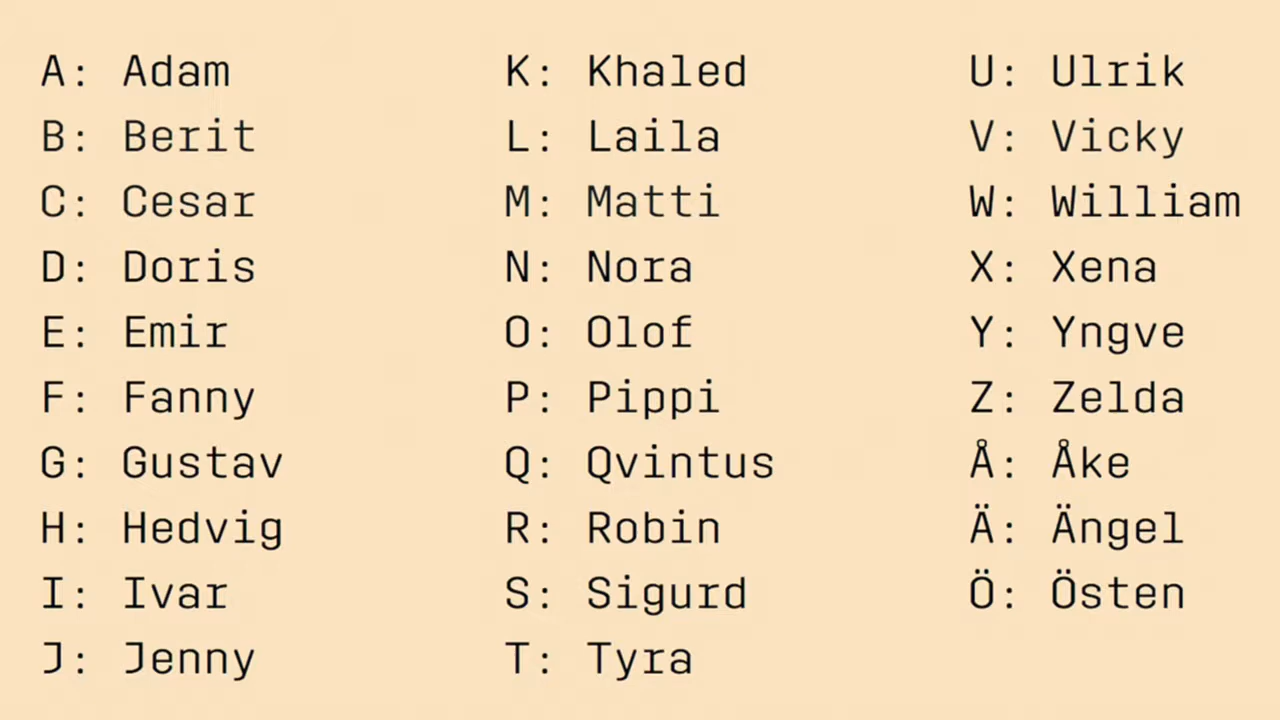 A: Adam
B: Berit
C: Cesar
D: Doris
E: Emir
F: Fanny
G: Gustav
H: Hedvig
I: Ivar
J: Jenny
K: Khaled
L: Laila
M: Matti
N: Nora
O: Olof
P: Pippi
Q: Qvintus
R: Robin
S: Sigurd
T: Tyra
U: Ulrik
V: Vicky
W: William
X: Xena
Y: Yngve
Z: Zelda
Å: Åke
Ä: Ängel
Ö: Östen